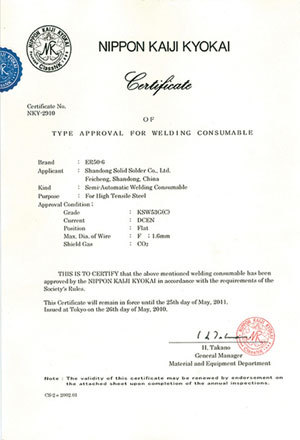 NIPPON KAIJI KYOKAI
Certificate
Certificate No.
NKY-2910
OF
TYPE APPROVAL FOR WELDING CONSUMABLE
Brand : ER50-6
Applicant : Shandong Solid Solder Co., Ltd.
Feicheng, Shandong, China
Kind : Semi-Automatic Welding Consumable
Purpose : For High Tensile Steel
Approval Condition ;
Grade : KSW53G(C)
Current : DCEN
Position : Flat
Max. Dia. of Wire : F : 1.6mm
Shield Gas : CO2
THIS IS TO CERTIFY that the above mentioned welding consumable has been
approved by the NIPPON KAIJI KYOKAI in accordance with the requirements of the
Society's Rules.
This Certificate will remain in force until the 25th day of May, 2011.
Issued at Tokyo on the 26th day of May, 2010.
H. Takano
General Manager
Material and Equipment Department
Note : The validity of this certificate may be renewed by endorsement on
the attached sheet upon completion of the annual inspections.